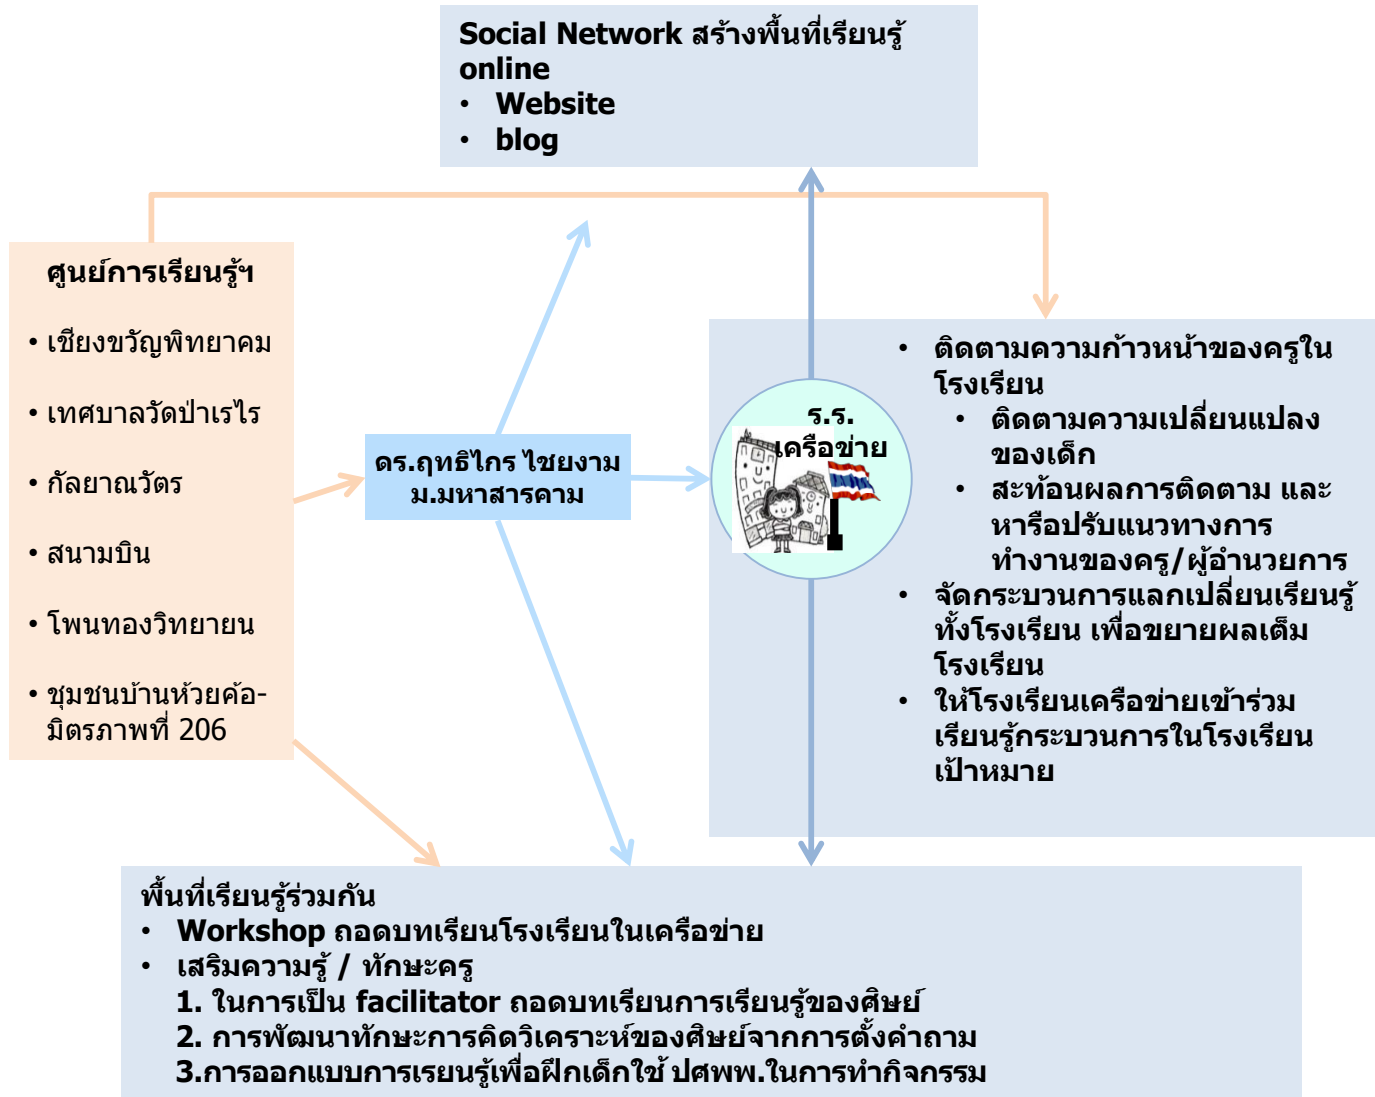 Social Network สร้างพื้นที่เรียนรู้
online
• Website
• blog
ศูนย์การเรียนรู้ฯ
• เชียงขวัญพิทยาคม
• เทศบาลวัดป่าเรไร
• กัลยาณวัตร
• สนามบิน
• โพนทองวิทยายน
• ชุมชนบ้านห้วยค้อ-
มิตรภาพที่ 206
ดร.ฤทธิไกร ไชยงาม
ม.มหาสารคาม
ร.ร.
เครือข่าย
• ติดตามความก้าวหน้าของครูใน
โรงเรียน
• ติดตามความเปลี่ยนแปลง
ของเด็ก
• สะท้อนผลการติดตาม และ
หารือปรับแนวทางการ
ทำงานของครู/ผู้อำนวยการ
• จัดกระบวนการแลกเปลี่ยนเรียนรู้
ทั้งโรงเรียน เพื่อขยายผลเต็ม
โรงเรียน
• ให้โรงเรียนเครือข่ายเข้าร่วม
เรียนรู้กระบวนการในโรงเรียน
เป้าหมาย
พื้นที่เรียนรู้ร่วมกัน
• Workshop ถอดบทเรียนโรงเรียนในเครือข่าย
• เสริมความรู้ / ทักษะครู
1. ในการเป็น facilitator ถอดบทเรียนการเรียนรู้ของศิษย์
2. การพัฒนาทักษะการคิดวิเคราะห์ของศิษย์จากการตั้งคำถาม
3.การออกแบบการเรยนรู้เพื่อฝึกเด็กใช้ ปศพพ.ในการทำกิจกรรม